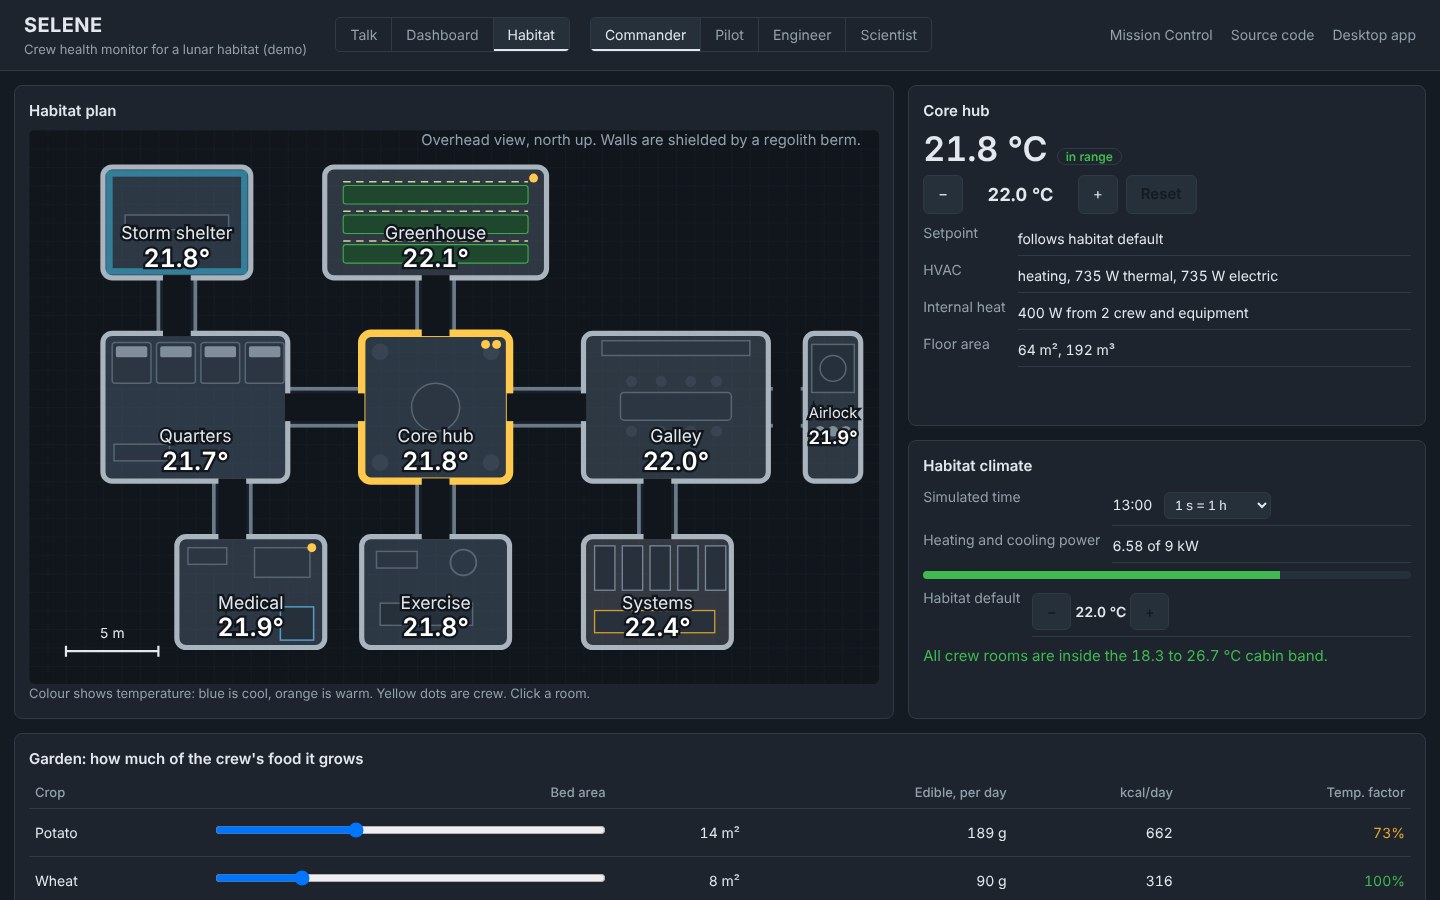 SELENE
Crew health monitor for a lunar habitat (demo)
Talk
Dashboard
Habitat
Commander
Pilot
Engineer
Scientist
Mission Control
Source code
Desktop app
Habitat plan
Overhead view, north up. Walls are shielded by a regolith berm.
Storm shelter
21.8°
Greenhouse
22.1°
Quarters
21.7°
Core hub
21.8°
Galley
22.0°
Airlock
21.9°
Medical
21.9°
Exercise
21.8°
Systems
22.4°
5 m
Colour shows temperature: blue is cool, orange is warm. Yellow dots are crew. Click a room.
Core hub
21.8 °C
in range
−
22.0 °C
+
Reset
Setpoint
follows habitat default
HVAC
heating, 735 W thermal, 735 W electric
Internal heat
400 W from 2 crew and equipment
Floor area
64 m², 192 m³
Habitat climate
Simulated time
13:00
1 s = 1 h
Heating and cooling power
6.58 of 9 kW
Habitat default
−
22.0 °C
+
All crew rooms are inside the 18.3 to 26.7 °C cabin band.
Garden: how much of the crew's food it grows
Crop
Bed area
Edible, per day
kcal/day
Temp. factor
Potato
14 m²
189 g
662
73%
Wheat
8 m²
90 g
316
100%